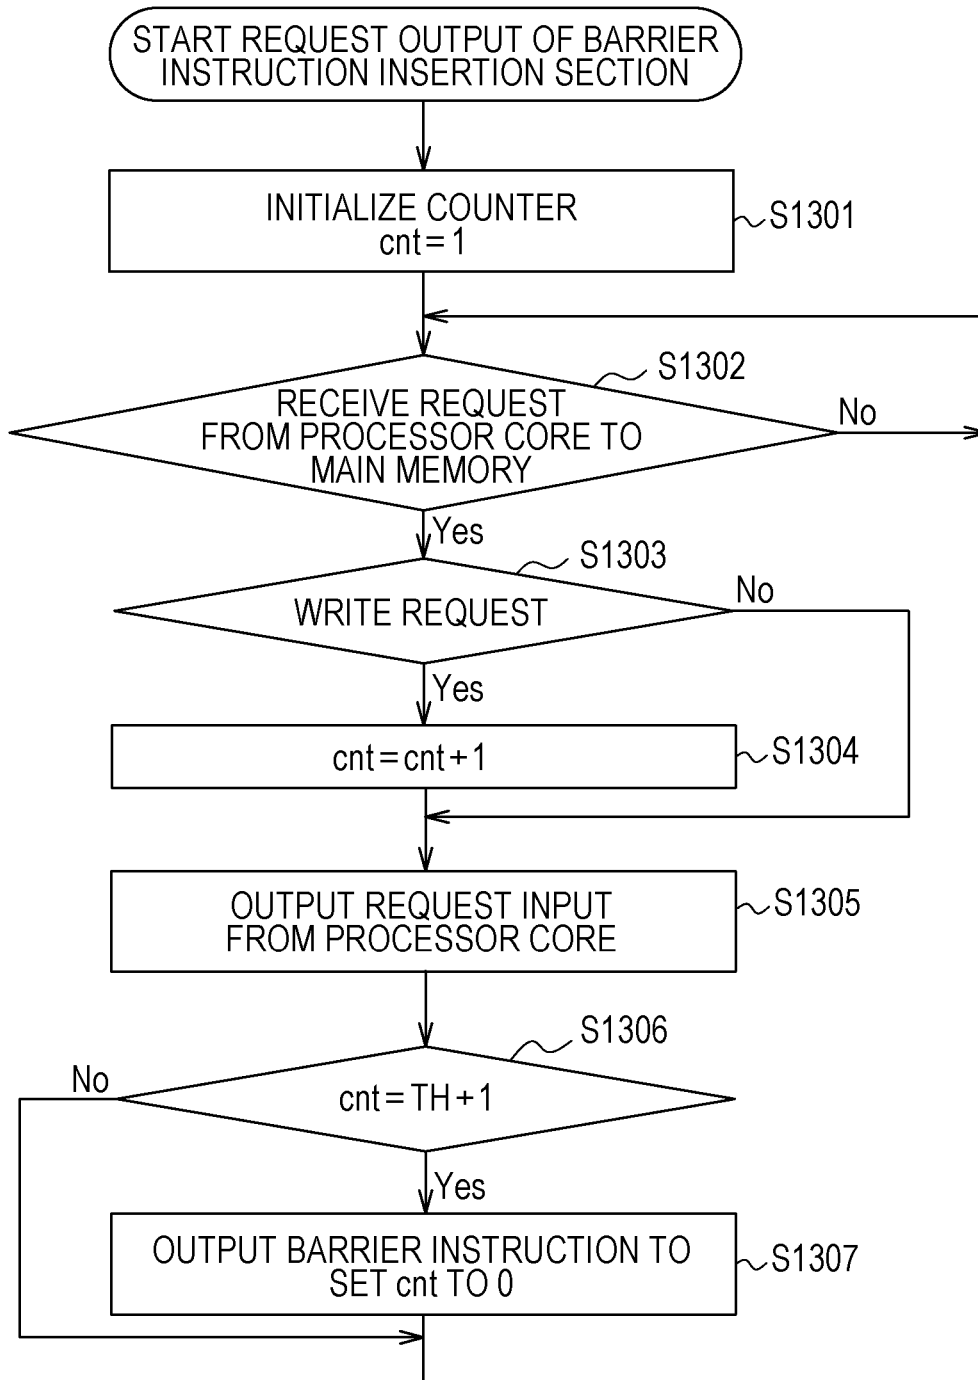 START REQUEST OUTPUT OF BARRIER
INSTRUCTION INSERTION SECTION
INITIALIZE COUNTER
cnt=1
S1301
S1302
RECEIVE REQUEST
FROM PROCESSOR CORE TO
MAIN MEMORY
No
Yes
S1303
WRITE REQUEST
No
Yes
cnt=cnt+1
S1304
OUTPUT REQUEST INPUT
FROM PROCESSOR CORE
S1305
S1306
cnt=TH+1
No
Yes
OUTPUT BARRIER INSTRUCTION TO
SET cnt TO 0
S1307